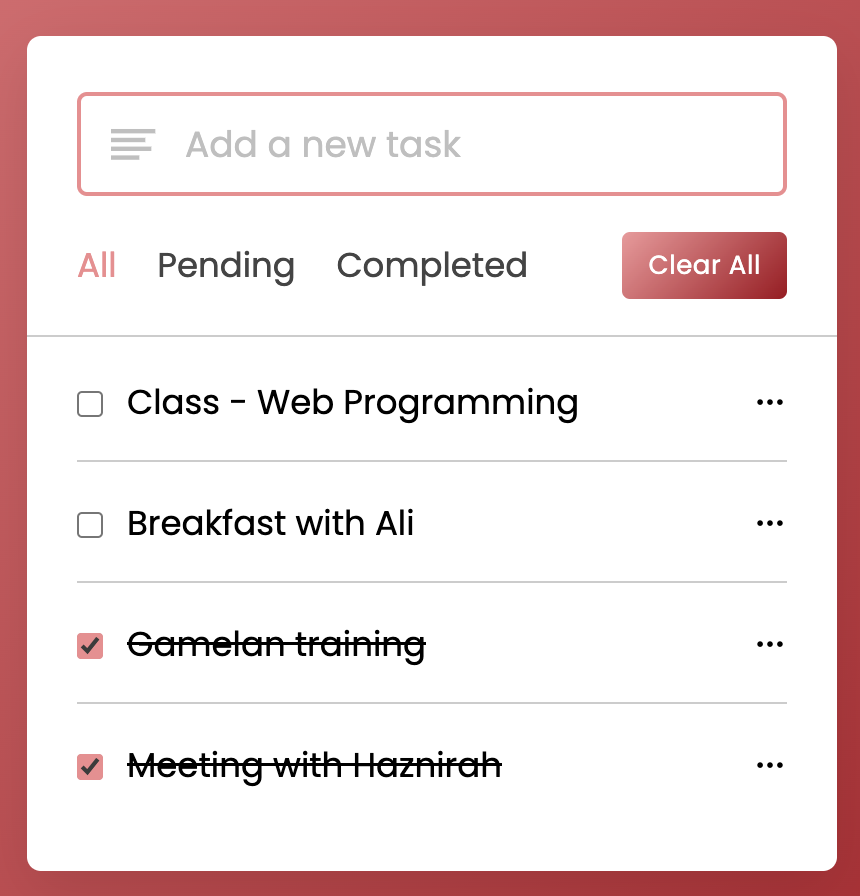 Add a new task
All Pending Completed Clear All
Class - Web Programming
Breakfast with Ali
Gamelan training
Meeting with Haznirah